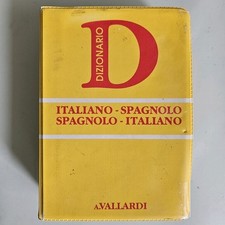 DIZIONARIO
D
ITALIANO - SPAGNOLO
SPAGNOLO - ITALIANO
A.VALLARDI